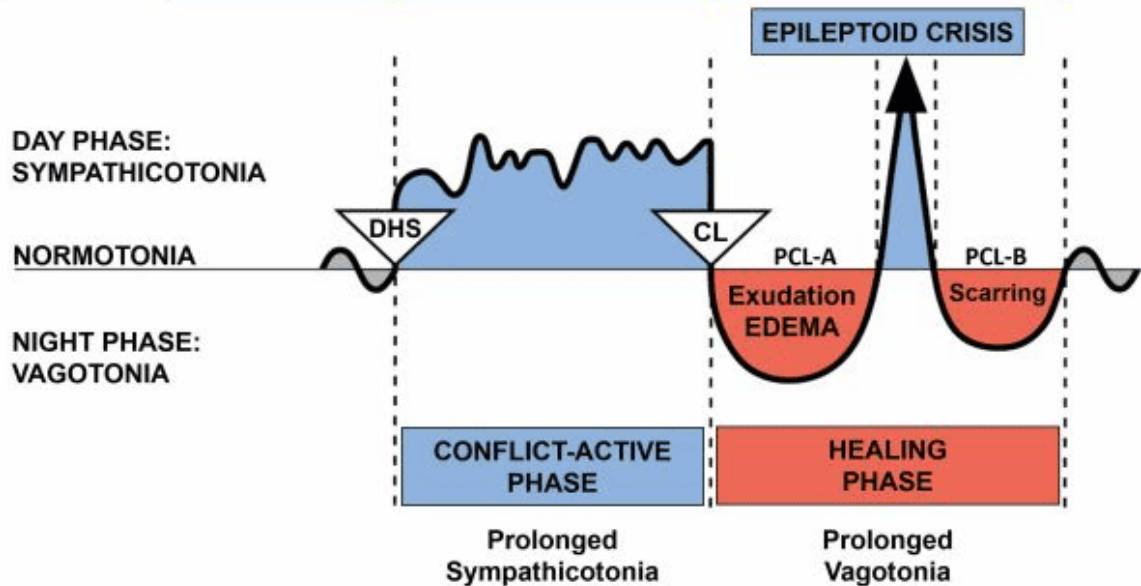 EPILEPTOID CRISIS
DAY PHASE:
SYMPATHICOTONIA
DHS
CL
NORMOTONIA
PCL-A
PCL-B
Exudation
EDEMA
Scarring
NIGHT PHASE:
VAGOTONIA
CONFLICT-ACTIVE
PHASE
HEALING
PHASE
Prolonged
Sympathicotonia
Prolonged
Vagotonia